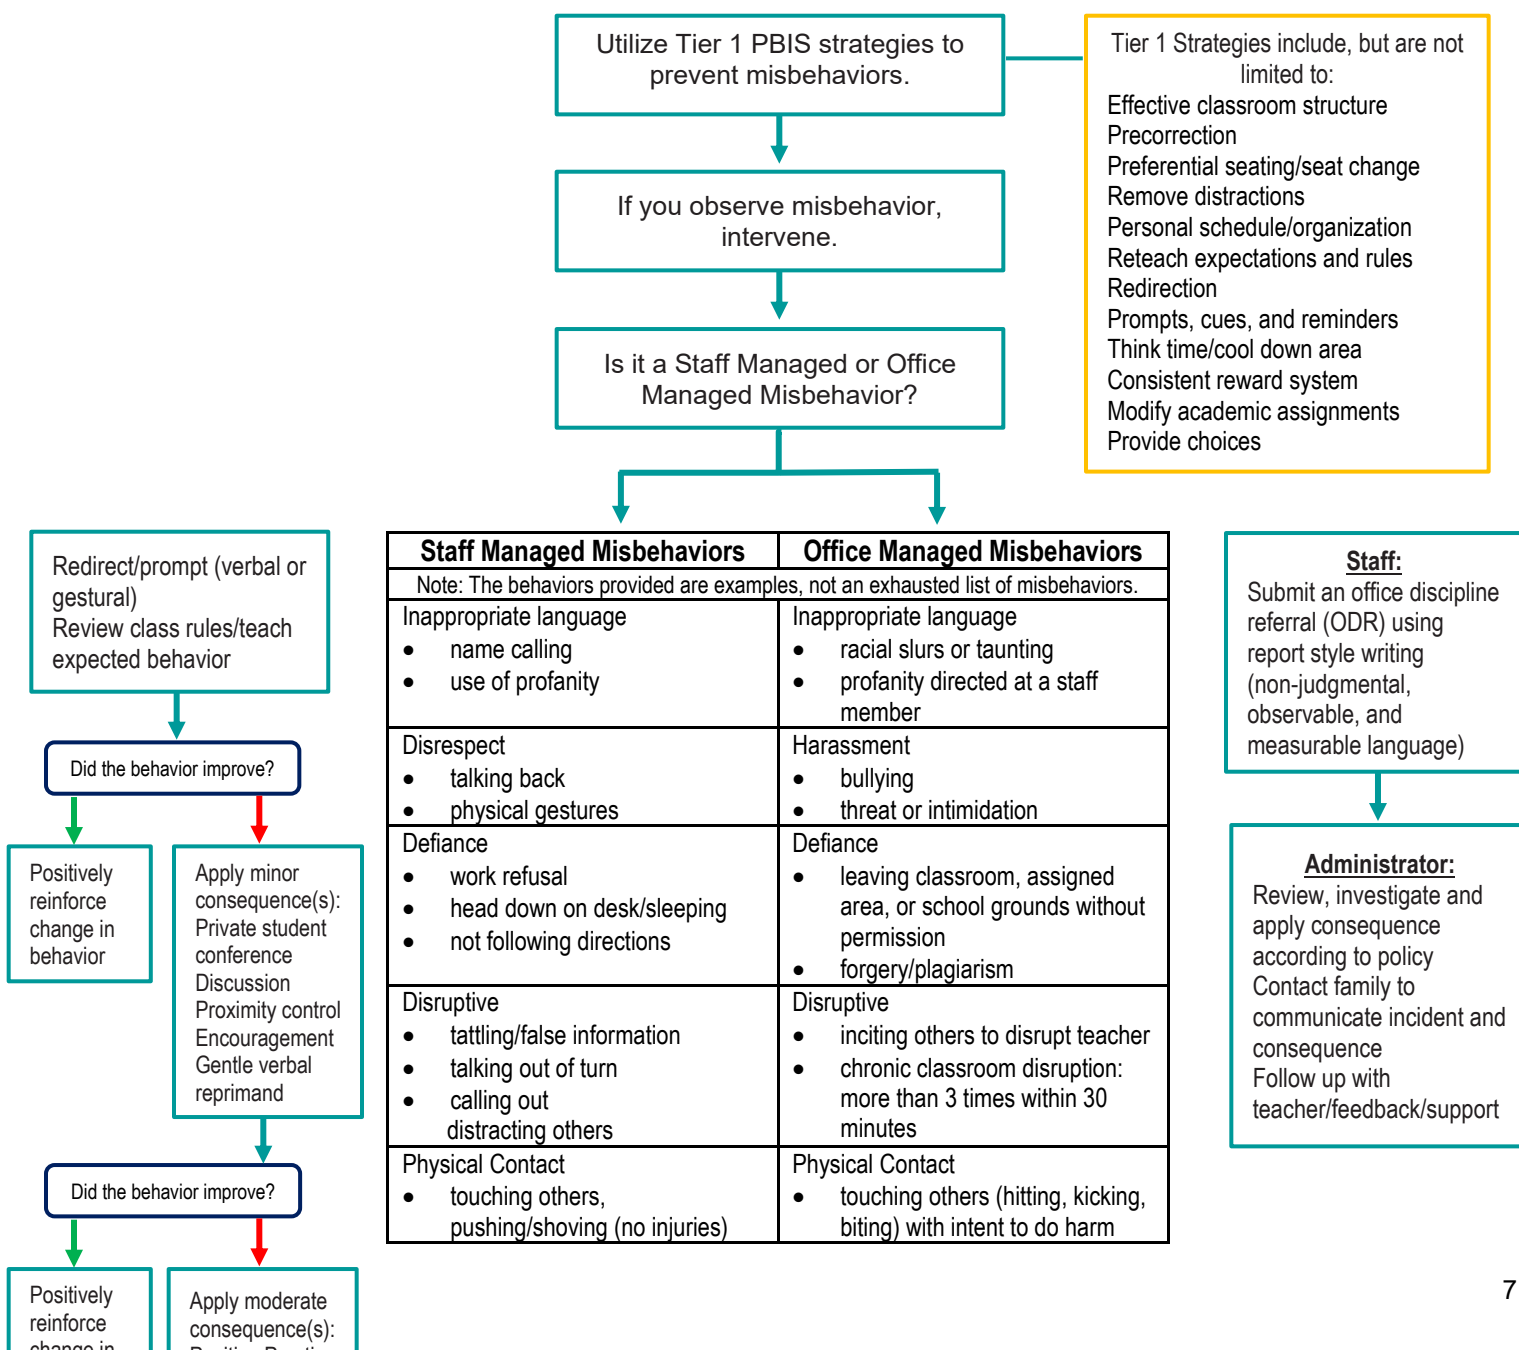 Utilize Tier 1 PBIS strategies to
prevent misbehaviors.
Tier 1 Strategies include, but are not
limited to:
Effective classroom structure
Precorrection
Preferential seating/seat change
Remove distractions
Personal schedule/organization
Reteach expectations and rules
Redirection
Prompts, cues, and reminders
Think time/cool down area
Consistent reward system
Modify academic assignments
Provide choices
If you observe misbehavior,
intervene.
Is it a Staff Managed or Office
Managed Misbehavior?
Redirect/prompt (verbal or
gestural)
Review class rules/teach
expected behavior
Did the behavior improve?
Positively
reinforce
change in
behavior
Apply minor
consequence(s):
Private student
conference
Discussion
Proximity control
Encouragement
Gentle verbal
reprimand
Did the behavior improve?
Positively
reinforce
change in
Apply moderate
consequence(s):
Staff Managed Misbehaviors
Office Managed Misbehaviors
Note: The behaviors provided are examples, not an exhausted list of misbehaviors.
Inappropriate language
• name calling
• use of profanity
Inappropriate language
• racial slurs or taunting
• profanity directed at a staff
member
Disrespect
• talking back
• physical gestures
Harassment
• bullying
• threat or intimidation
Defiance
• work refusal
• head down on desk/sleeping
• not following directions
Defiance
• leaving classroom, assigned
area, or school grounds without
permission
• forgery/plagiarism
Disruptive
• tattling/false information
• talking out of turn
• calling out
distracting others
Disruptive
• inciting others to disrupt teacher
• chronic classroom disruption:
more than 3 times within 30
minutes
Physical Contact
• touching others,
pushing/shoving (no injuries)
Physical Contact
• touching others (hitting, kicking,
biting) with intent to do harm
Staff:
Submit an office discipline
referral (ODR) using
report style writing
(non-judgmental,
observable, and
measurable language)
Administrator:
Review, investigate and
apply consequence
according to policy
Contact family to
communicate incident and
consequence
Follow up with
teacher/feedback/support
7